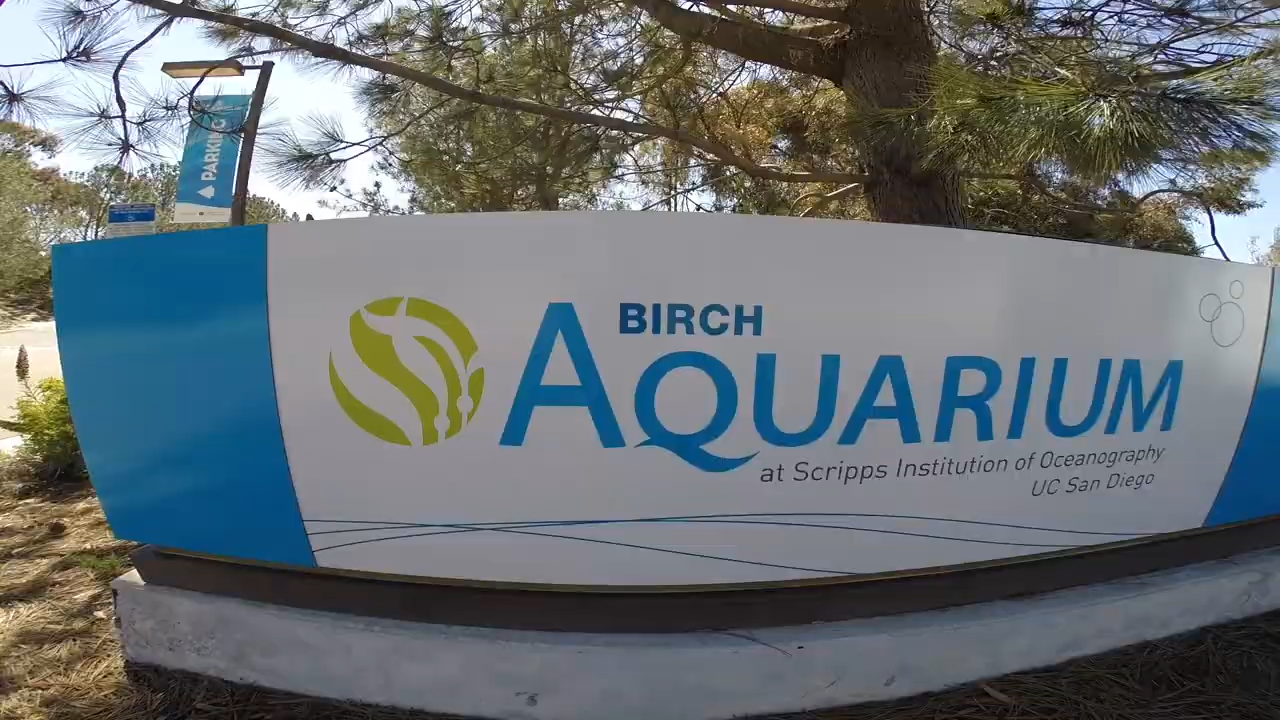 PARKING
BIRCH
AQUARIUM
at Scripps Institution of Oceanography
UC San Diego